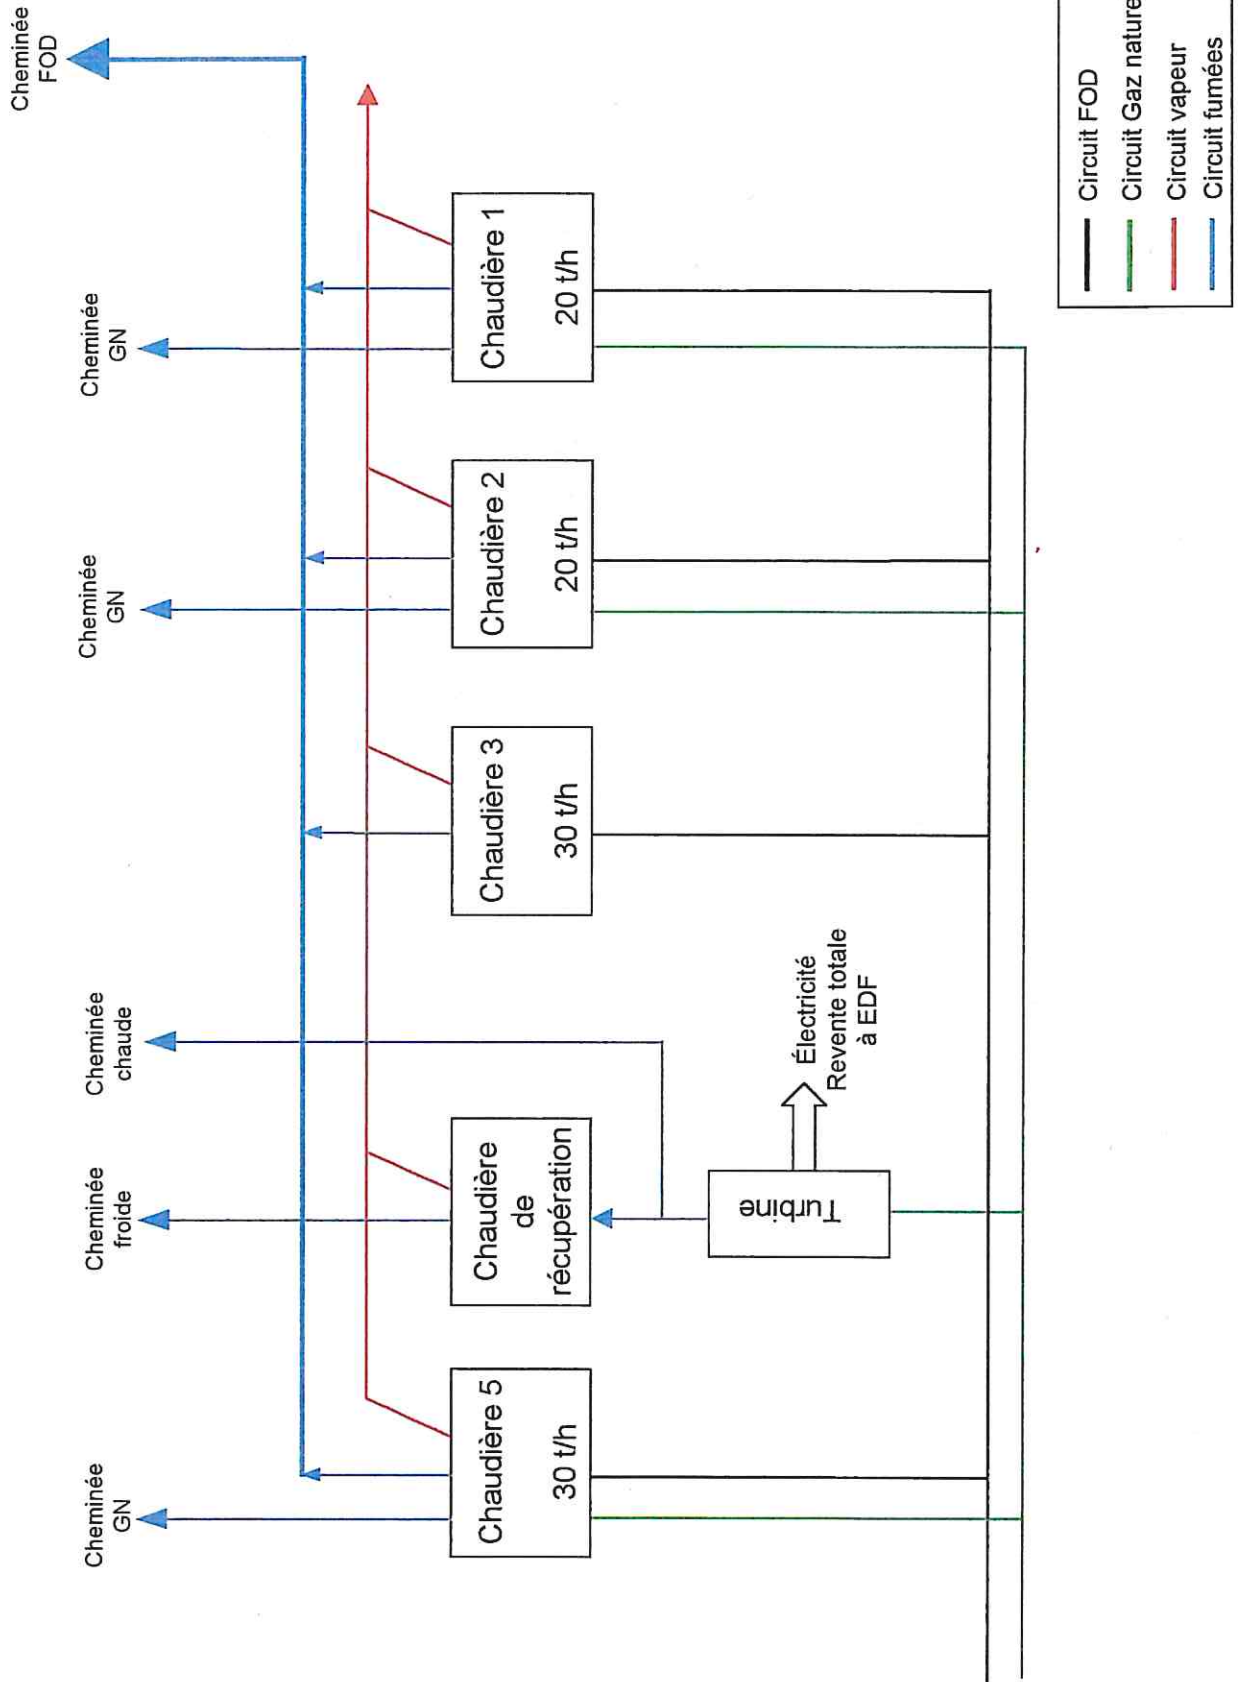 Cheminée
GN
Cheminée
froide
Cheminée
chaude
Cheminée
GN
Cheminée
GN
Cheminée
FOD
Chaudière 5
30 t/h
Chaudière
de
récupération
Chaudière 3
30 t/h
Chaudière 2
20 t/h
Chaudière 1
20 t/h
Turbine
Électricité
Revente totale
à EDF
Circuit FOD
Circuit Gaz nature
Circuit vapeur
Circuit fumées